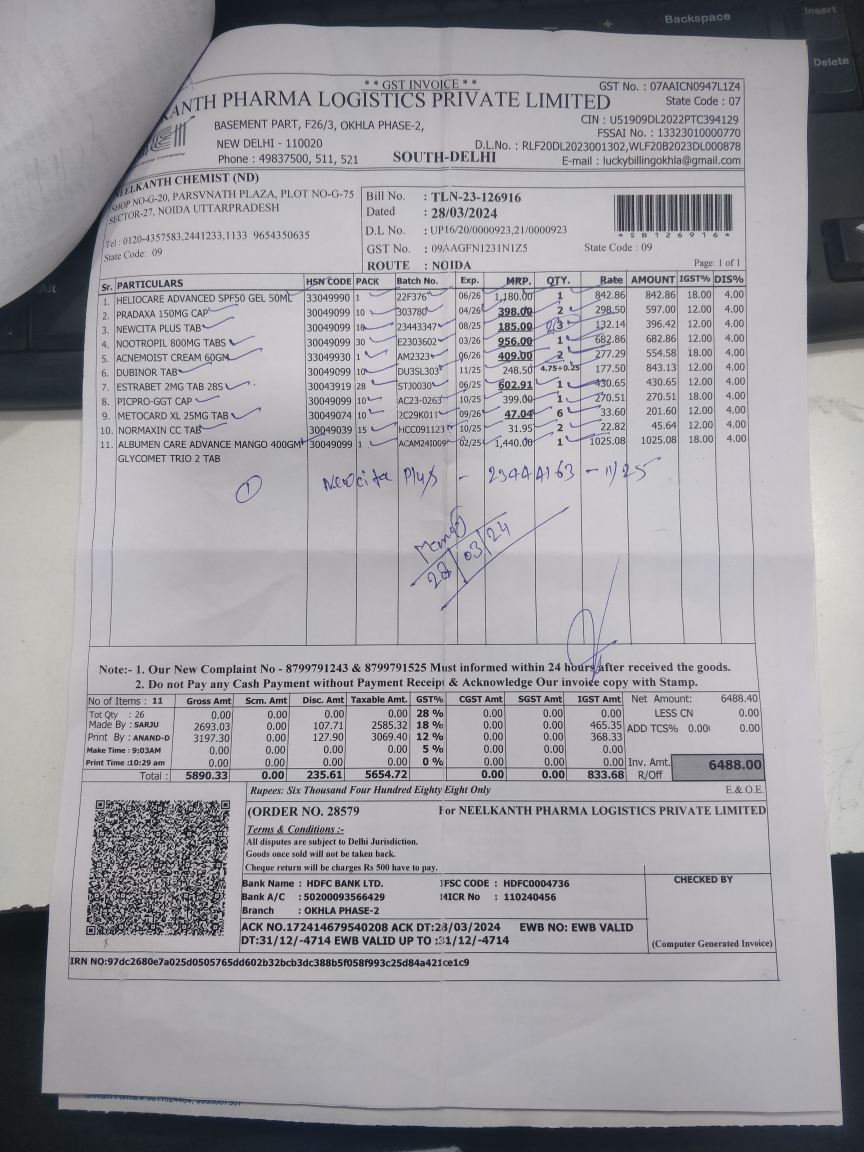 Backspace
Insert
Delete
Alt
* * GST INVOICE * *
GST No. : 07AAICN0947L1Z4
KANTH PHARMA LOGISTICS PRIVATE LIMITED
State Code : 07
CIN : U51909DL2022PTC394129
BASEMENT PART, F26/3, OKHLA PHASE-2,
FSSAI No : 13323010000770
NEW DELHI - 110020
D.L.No. : RLF20DL2023001302,WLF20B2023DL000878
Phone : 49837500, 511, 521
SOUTH-DELHI
E-mail : luckybillingokhla@gmail.com
NEELKANTH CHEMIST (ND)
SHOP NO-G-20, PARSVNATH PLAZA, PLOT NO-G-75
SECTOR-27, NOIDA UTTARPRADESH
Tel : 0120-4357583,2441233,1133 9654350635
State Code: 09
Bill No. : TLN-23-126916
Dated : 28/03/2024
D.L No. : UP16/20/0000923,21/0000923
GST No. : 09AAGFN1231N1Z5
State Code : 09
ROUTE : NOIDA
* S B 1 2 6 9 1 6 *
Page: 1 of 1
Sr. PARTICULARS HSN CODE PACK Batch No. Exp. MRP. QTY. Rate AMOUNT IGST% DIS%
1. HELIOCARE ADVANCED SPF50 GEL 50ML 33049990 1 22F376 06/26 1,180.00 1 842.86 842.86 18.00 4.00
2. PRADAXA 150MG CAP 30049099 10 303780 04/26 398.00 2 298.50 597.00 12.00 4.00
3. NEWCITA PLUS TAB 30049099 10 23443347 08/25 185.00 3 132.14 396.42 12.00 4.00
4. NOOTROPIL 800MG TABS 30049099 30 E2303602 03/26 956.00 1 682.86 682.86 12.00 4.00
5. ACNEMOIST CREAM 60GM 33049930 1 AM2323 06/26 409.00 2 277.29 554.58 18.00 4.00
6. DUBINOR TAB 30049099 10 DU3SL303 11/25 248.50 4.75+0.25 177.50 843.13 12.00 4.00
7. ESTRABET 2MG TAB 28S 30043919 28 STJ0030 06/25 602.91 1 430.65 430.65 12.00 4.00
8. PICPRO-GGT CAP 30049099 10 AC23-0263 10/25 399.00 1 270.51 270.51 18.00 4.00
9. METOCARD XL 25MG TAB 30049074 10 2C29K011 09/26 47.04 6 33.60 201.60 12.00 4.00
10. NORMAXIN CC TAB 30049039 15 HCC091123 10/25 31.95 2 22.82 45.64 12.00 4.00
11. ALBUMEN CARE ADVANCE MANGO 400GM 30049099 1 ACAM241009 02/25 1,440.00 1 1025.08 1025.08 18.00 4.00
GLYCOMET TRIO 2 TAB
① Newcita Plus - 23444163 - 11/25
28/03/24
Note:- 1. Our New Complaint No - 8799791243 & 8799791525 Must informed within 24 hours after received the goods.
2. Do not Pay any Cash Payment without Payment Receipt & Acknowledge Our invoice copy with Stamp.
No of Items : 11 Gross Amt Scm. Amt Disc. Amt Taxable Amt. GST% CGST Amt SGST Amt IGST Amt Net Amount: 6488.40
Tot Qty : 26 0.00 0.00 0.00 0.00 28 % 0.00 0.00 0.00 LESS CN 0.00
Made By : SARJU 2693.03 0.00 107.71 2585.32 18 % 0.00 0.00 465.35 ADD TCS% 0.00 0.00
Print By : ANAND-D 3197.30 0.00 127.90 3069.40 12 % 0.00 0.00 368.33
Make Time : 9:03AM 0.00 0.00 0.00 0.00 5 % 0.00 0.00 0.00
Print Time :10:29 am 0.00 0.00 0.00 0.00 0 % 0.00 0.00 0.00 Inv. Amt. 6488.00
Total : 5890.33 0.00 235.61 5654.72 0.00 0.00 833.68 R/Off
Rupees: Six Thousand Four Hundred Eighty Eight Only E.& O.E.
(ORDER NO. 28579 For NEELKANTH PHARMA LOGISTICS PRIVATE LIMITED
Terms & Conditions :-
All disputes are subject to Delhi Jurisdiction.
Goods once sold will not be taken back.
Cheque return will be charges Rs 500 have to pay.
Bank Name : HDFC BANK LTD. IFSC CODE : HDFC0004736 CHECKED BY
Bank A/C : 50200093566429 MICR No : 110240456
Branch : OKHLA PHASE-2
ACK NO.172414679540208 ACK DT:28/03/2024 EWB NO: EWB VALID
DT:31/12/-4714 EWB VALID UP TO :31/12/-4714
(Computer Generated Invoice)
IRN NO:97dc2680e7a025d0505765dd602b32bcb3dc388b5f058f993c25d84a421ce1c9